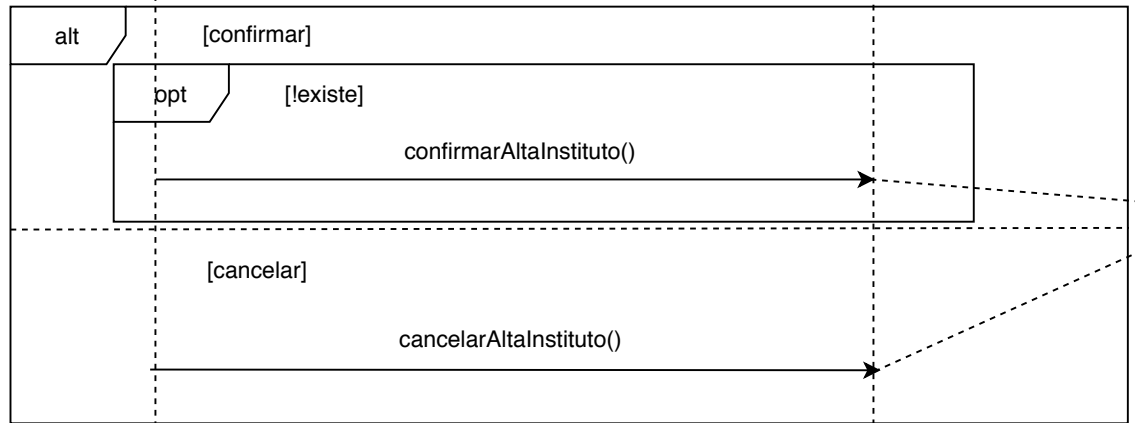 alt [confirmar]
opt [!existe]
confirmarAltaInstituto()
[cancelar]
cancelarAltaInstituto()